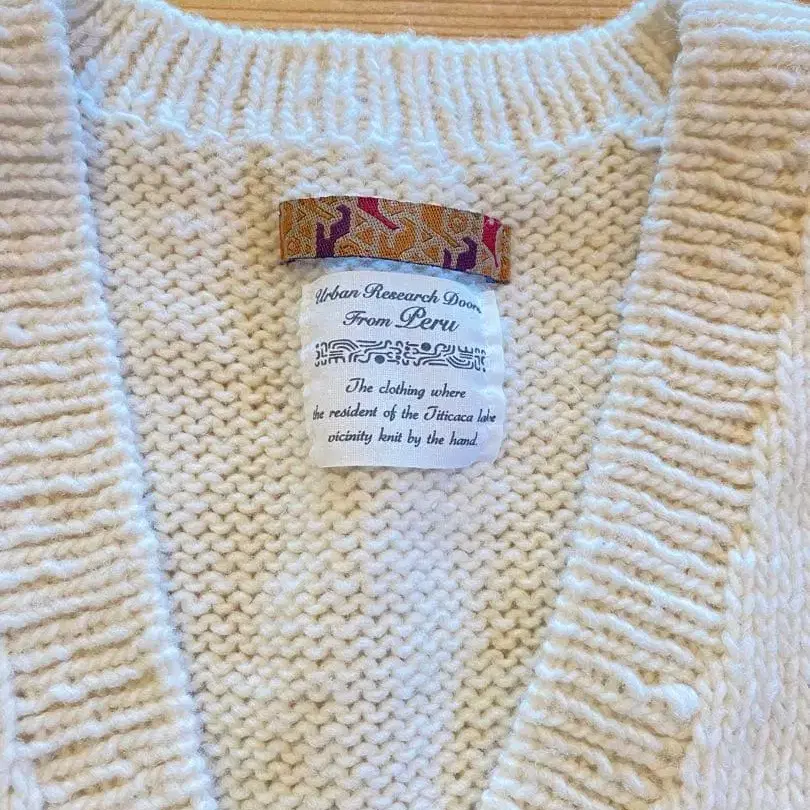 Urban Research Doors
From Peru
The clothing where
the resident of the Titicaca lake
vicinity knit by the hand.